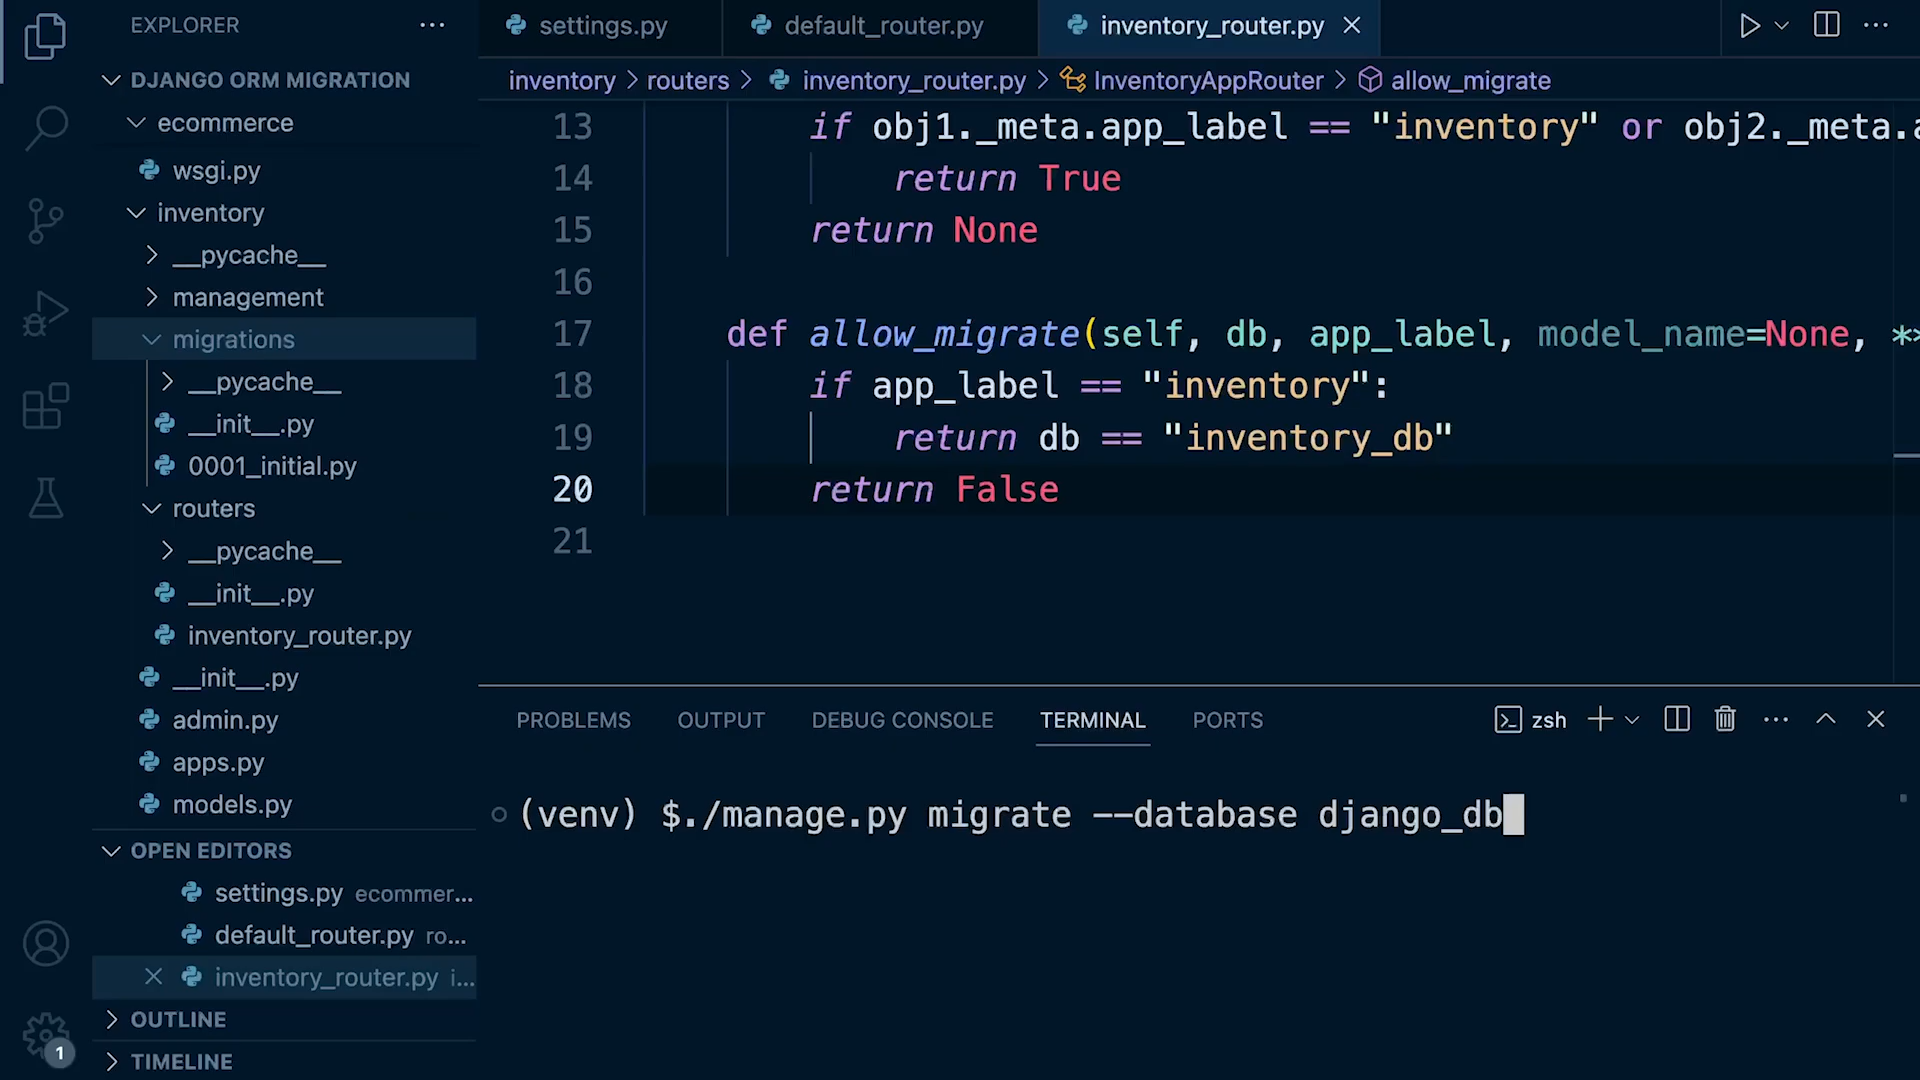 EXPLORER
DJANGO ORM MIGRATION
ecommerce
wsgi.py
inventory
__pycache__
management
migrations
__pycache__
__init__.py
0001_initial.py
routers
__pycache__
__init__.py
inventory_router.py
__init__.py
admin.py
apps.py
models.py
OPEN EDITORS
settings.py ecommer...
default_router.py ro...
inventory_router.py i...
OUTLINE
TIMELINE
1
settings.py default_router.py inventory_router.py
inventory > routers > inventory_router.py > InventoryAppRouter > allow_migrate
13 if obj1._meta.app_label == "inventory" or obj2._meta.a
14 return True
15 return None
16
17 def allow_migrate(self, db, app_label, model_name=None, **
18 if app_label == "inventory":
19 return db == "inventory_db"
20 return False
21
PROBLEMS OUTPUT DEBUG CONSOLE TERMINAL PORTS zsh
(venv) $./manage.py migrate --database django_db